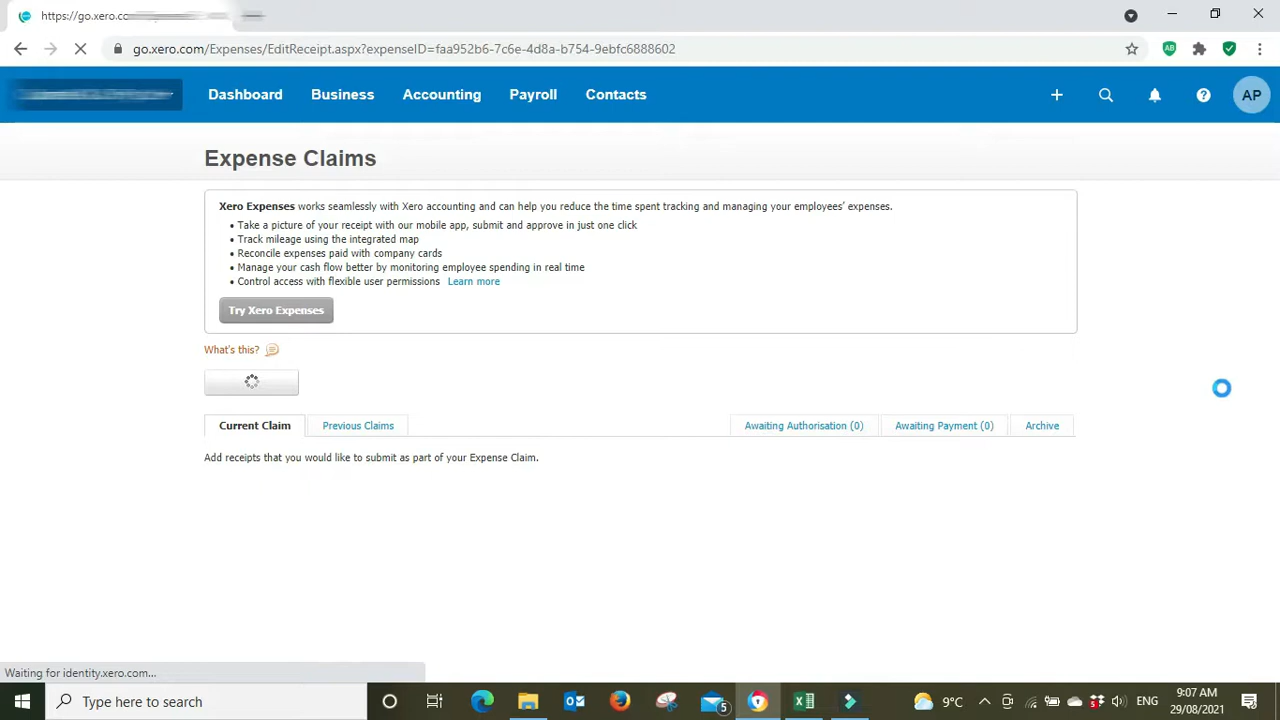 https://go.xero.co
go.xero.com/Expenses/EditReceipt.aspx?expenseID=faa952b6-7c6e-4d8a-b754-9ebfc6888602
AB
Dashboard Business Accounting Payroll Contacts
AP
Expense Claims
Xero Expenses works seamlessly with Xero accounting and can help you reduce the time spent tracking and managing your employees' expenses.
• Take a picture of your receipt with our mobile app, submit and approve in just one click
• Track mileage using the integrated map
• Reconcile expenses paid with company cards
• Manage your cash flow better by monitoring employee spending in real time
• Control access with flexible user permissions Learn more
Try Xero Expenses
What's this?
Current Claim Previous Claims Awaiting Authorisation (0) Awaiting Payment (0) Archive
Add receipts that you would like to submit as part of your Expense Claim.
Waiting for identity.xero.com...
Type here to search
5
9°C
ENG
9:07 AM
29/08/2021